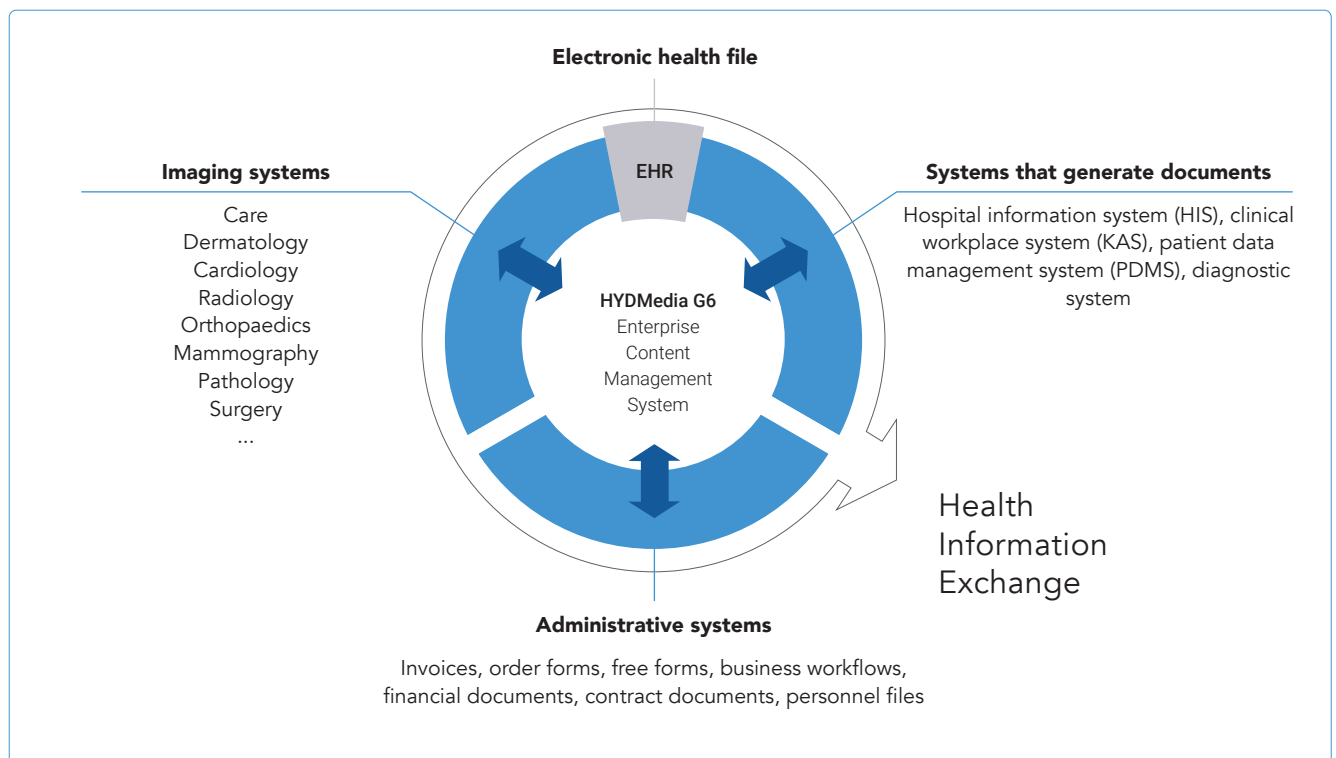 Electronic health file
EHR
Imaging systems
Care
Dermatology
Cardiology
Radiology
Orthopaedics
Mammography
Pathology
Surgery
...
Systems that generate documents
Hospital information system (HIS), clinical
workplace system (KAS), patient data
management system (PDMS), diagnostic
system
HYDMedia G6
Enterprise
Content
Management
System
Health
Information
Exchange
Administrative systems
Invoices, order forms, free forms, business workflows,
financial documents, contract documents, personnel files